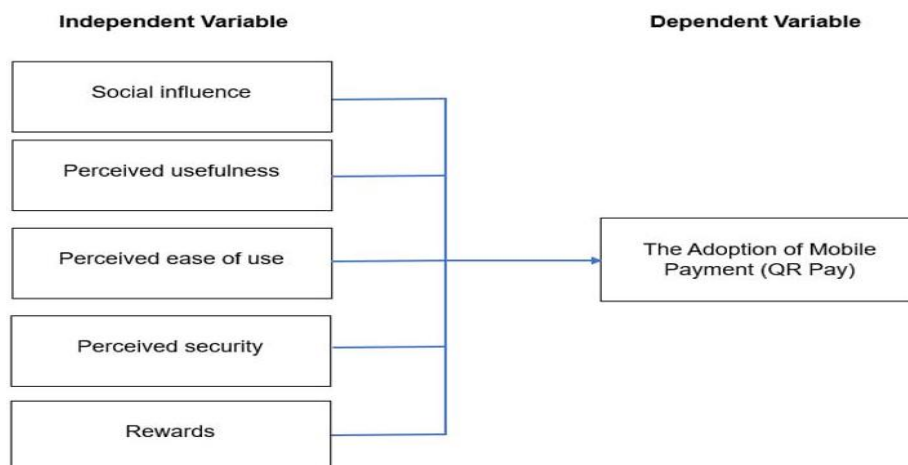 Independent Variable
Dependent Variable
Social influence
Perceived usefulness
Perceived ease of use
Perceived security
Rewards
The Adoption of Mobile
Payment (QR Pay)